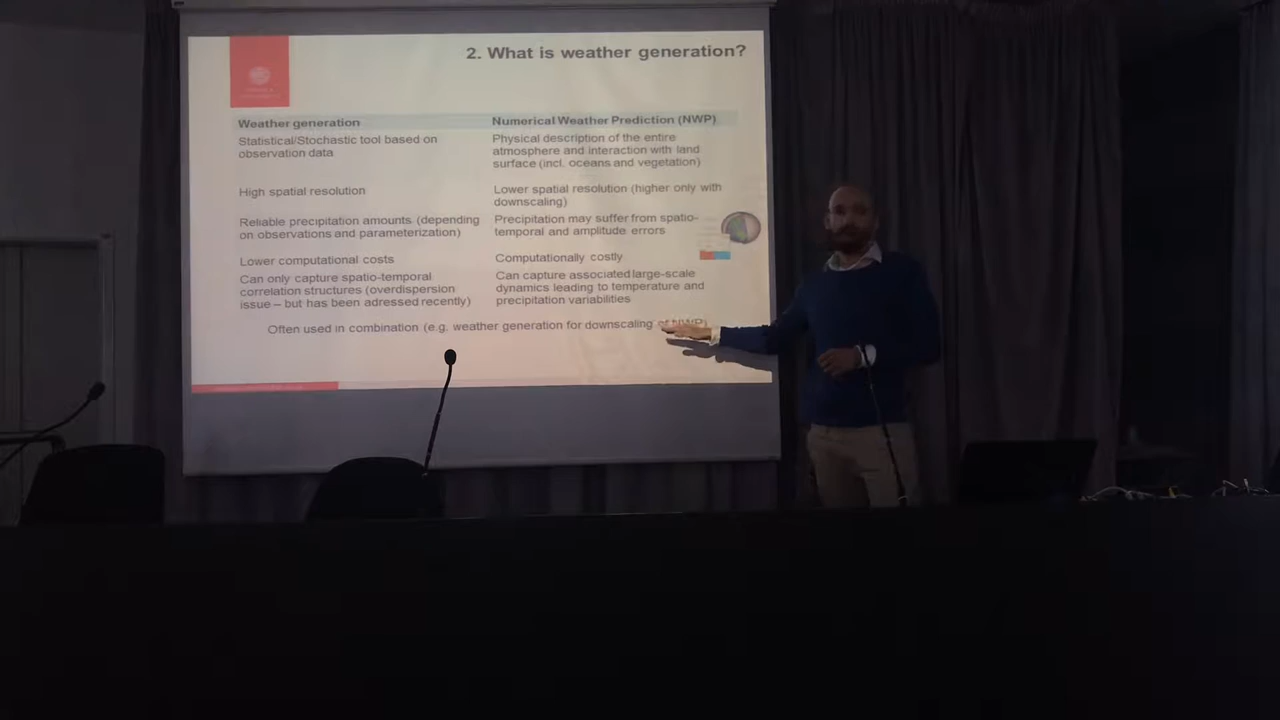 2. What is weather generation?
Weather generation
Numerical Weather Prediction (NWP)
Statistical/Stochastic tool based on
observation data
Physical description of the entire
atmosphere and interaction with land
surface (incl. oceans and vegetation)
High spatial resolution
Lower spatial resolution (higher only with
downscaling)
Reliable precipitation amounts (depending
on observations and parameterization)
Precipitation may suffer from spatio-
temporal and amplitude errors
Lower computational costs
Computationally costly
Can only capture spatio-temporal
correlation structures (overdispersion
issue – but has been adressed recently)
Can capture associated large-scale
dynamics leading to temperature and
precipitation variabilities
Often used in combination (e.g. weather generation for downscaling of NWP)